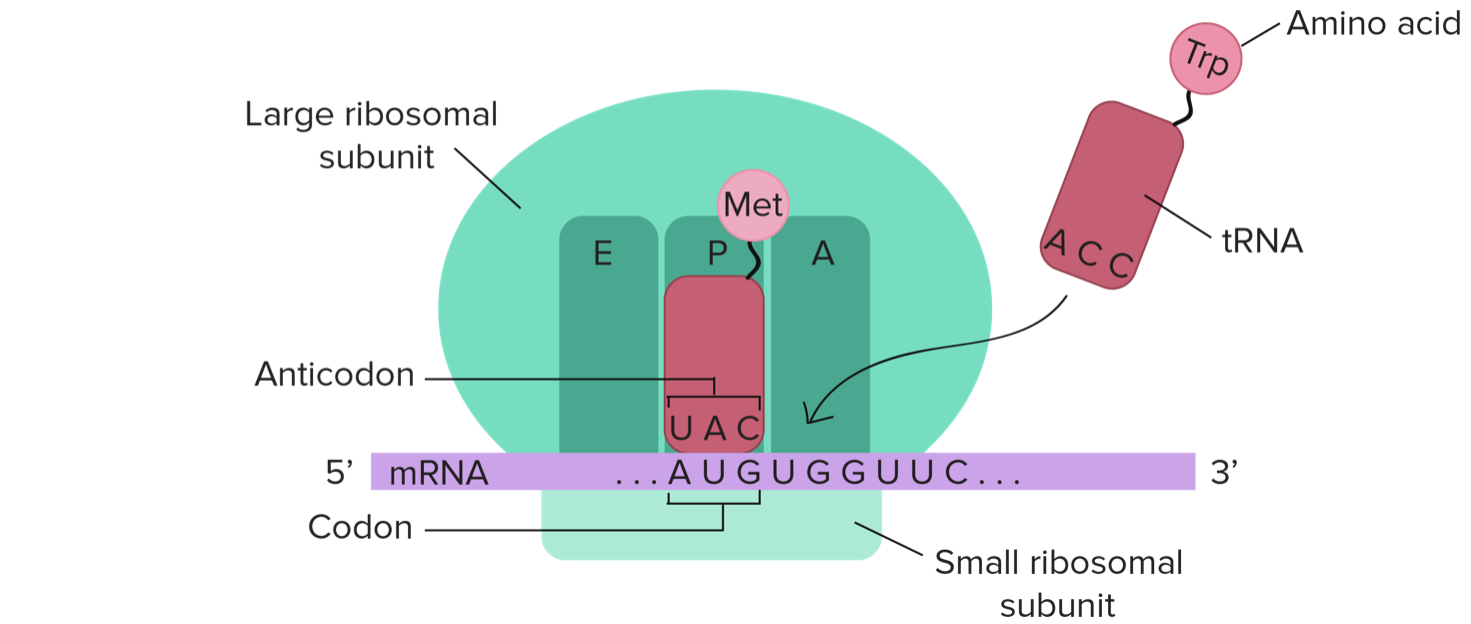 Amino acid
Trp
Large ribosomal
subunit
Met
E P A
tRNA
A C C
Anticodon
U A C
5’ mRNA ...A U G U G G U U C... 3’
Codon
Small ribosomal
subunit